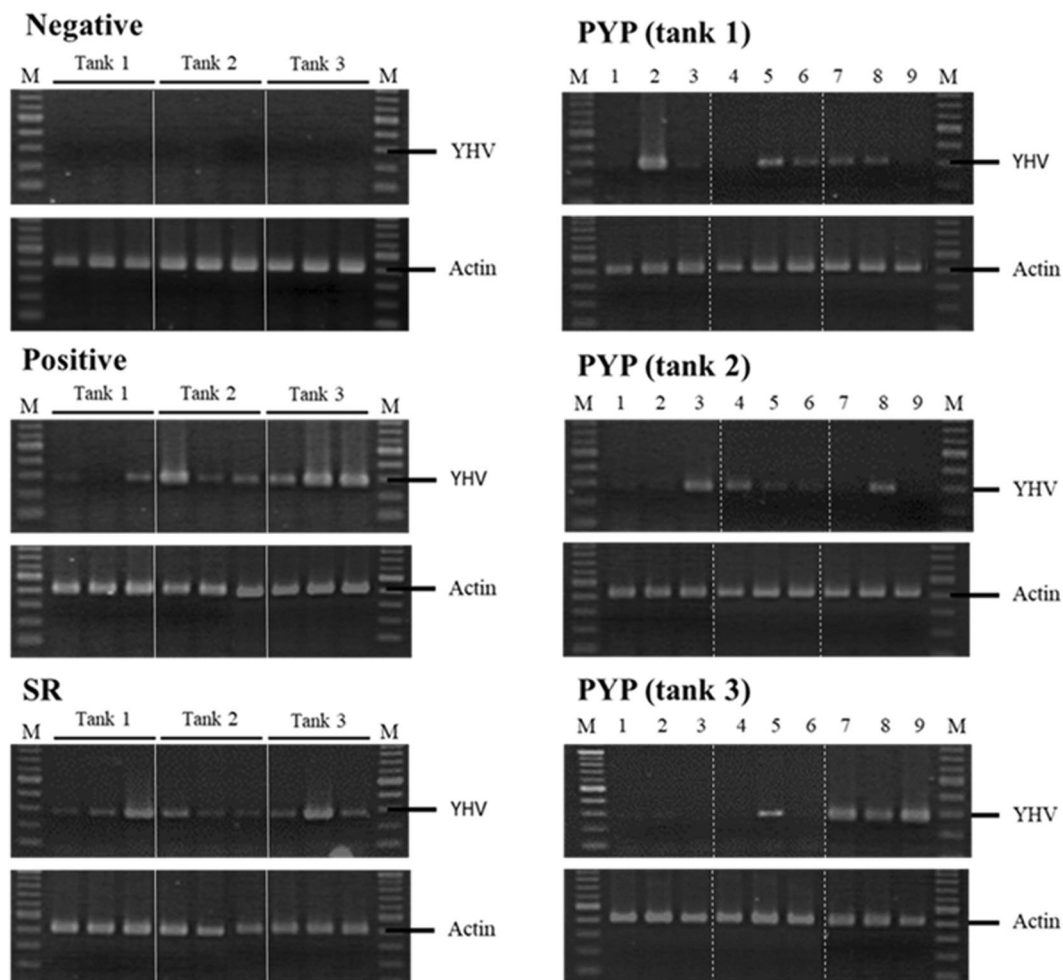 Negative
M Tank 1 Tank 2 Tank 3 M
YHV
Actin
Positive
M Tank 1 Tank 2 Tank 3 M
YHV
Actin
SR
M Tank 1 Tank 2 Tank 3 M
YHV
Actin
PYP (tank 1)
M 1 2 3 4 5 6 7 8 9 M
YHV
Actin
PYP (tank 2)
M 1 2 3 4 5 6 7 8 9 M
YHV
Actin
PYP (tank 3)
M 1 2 3 4 5 6 7 8 9 M
YHV
Actin